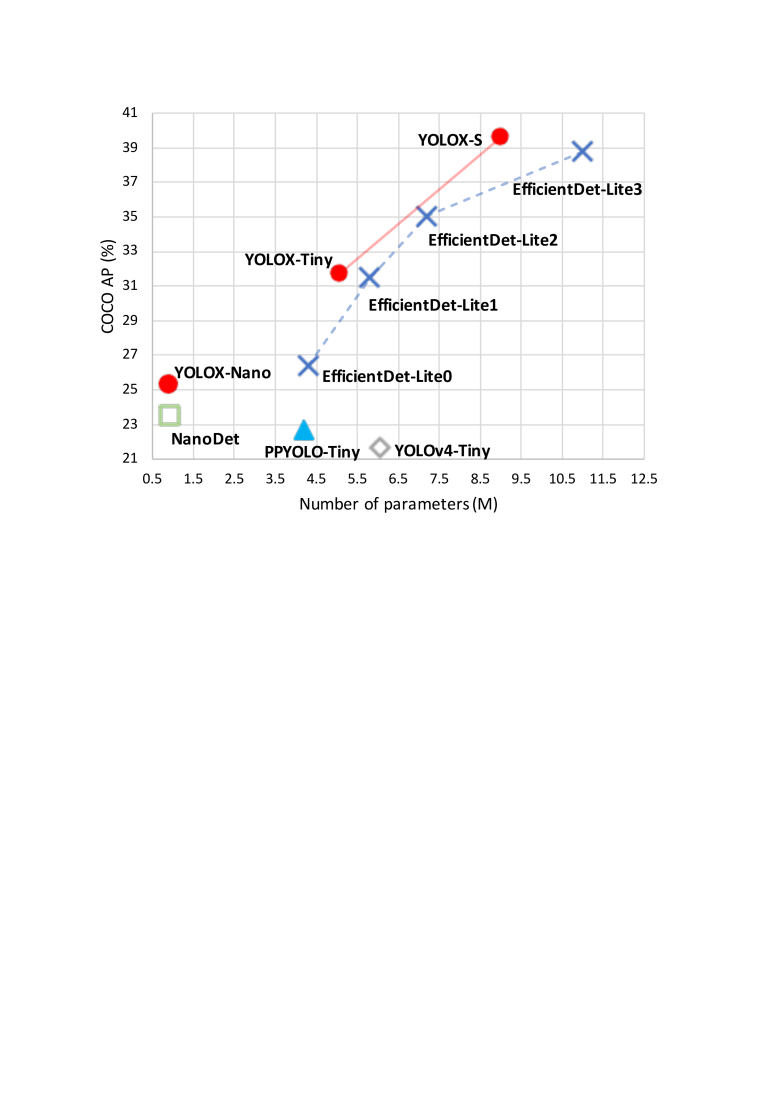 41
39
37
35
33
31
29
27
25
23
21
COCO AP (%)
YOLOX-S
EfficientDet-Lite3
EfficientDet-Lite2
YOLOX-Tiny
EfficientDet-Lite1
YOLOX-Nano
EfficientDet-Lite0
NanoDet
PPYOLO-Tiny
YOLOv4-Tiny
0.5 1.5 2.5 3.5 4.5 5.5 6.5 7.5 8.5 9.5 10.5 11.5 12.5
Number of parameters (M)